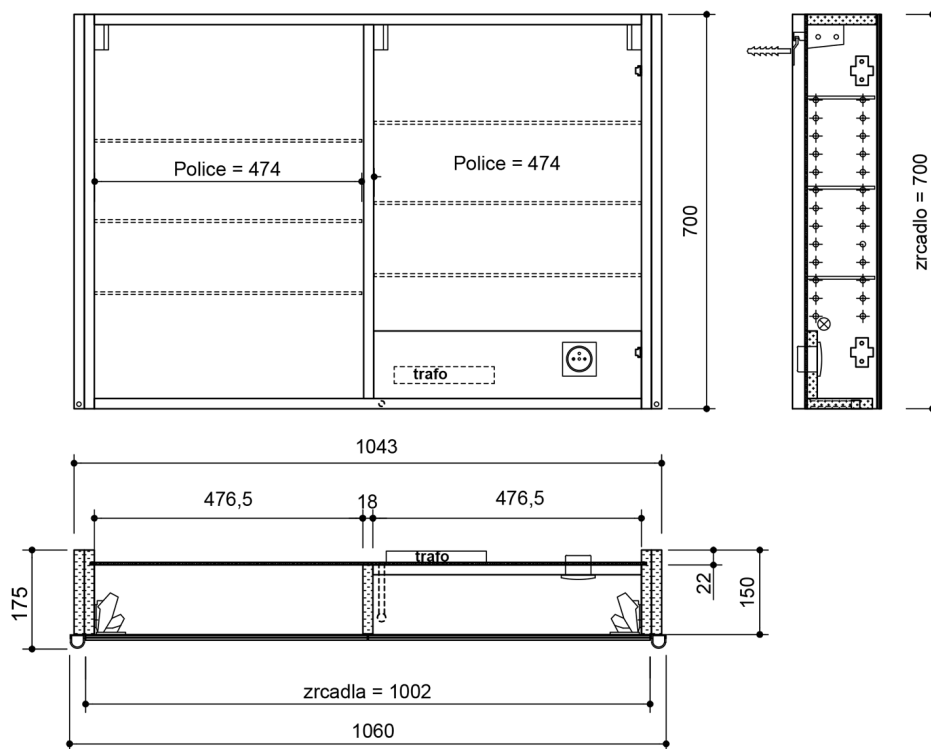 Police = 474
Police = 474
700
zrcadlo = 700
trafo
1043
476,5
18
476,5
trafo
175
22
150
zrcadla = 1002
1060